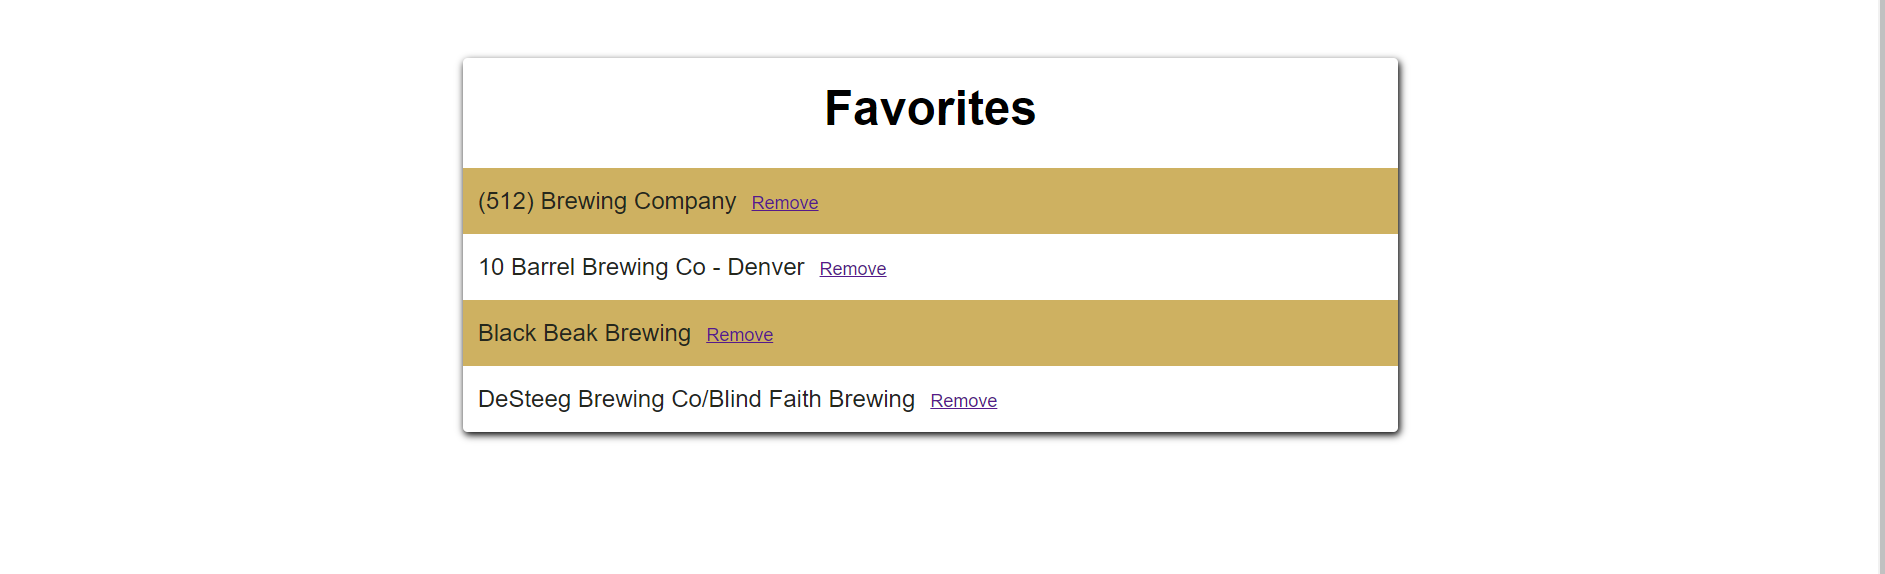 Favorites
(512) Brewing Company Remove
10 Barrel Brewing Co - Denver Remove
Black Beak Brewing Remove
DeSteeg Brewing Co/Blind Faith Brewing Remove